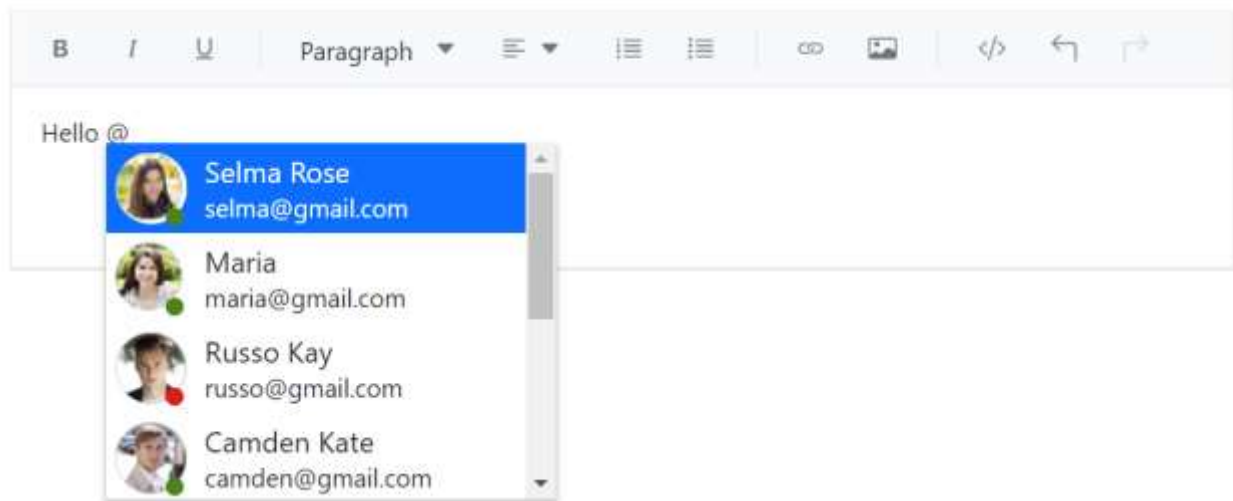 B I U Paragraph </>
Hello @
Selma Rose
selma@gmail.com
Maria
maria@gmail.com
Russo Kay
russo@gmail.com
Camden Kate
camden@gmail.com